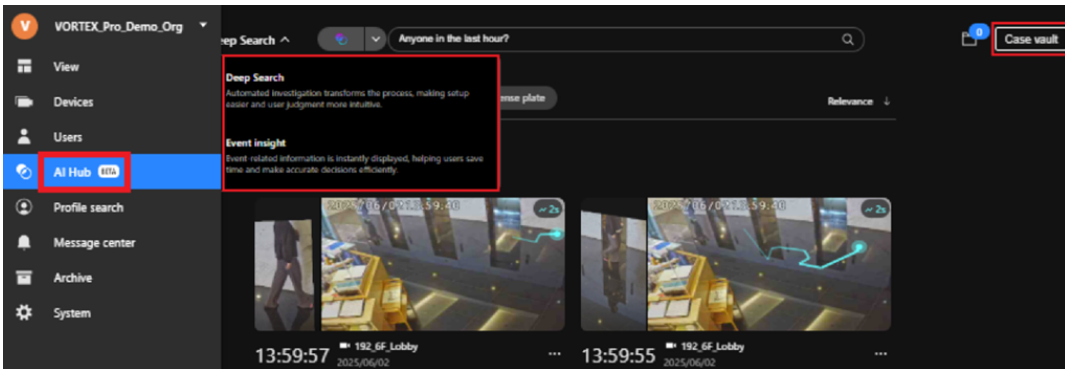 V
VORTEX_Pro_Demo_Org
View
Devices
Users
AI Hub BETA
Profile search
Message center
Archive
System
eep Search
Anyone in the last hour?
0
Case vault
Deep Search
Automated investigation transforms the process, making setup
easier and user judgment more intuitive.
Event insight
Event-related information is instantly displayed, helping users save
time and make accurate decisions efficiently.
ense plate
Relevance
2s
2s
13:59:57
192_6F_Lobby
2025/06/02
13:59:55
192_6F_Lobby
2025/06/02